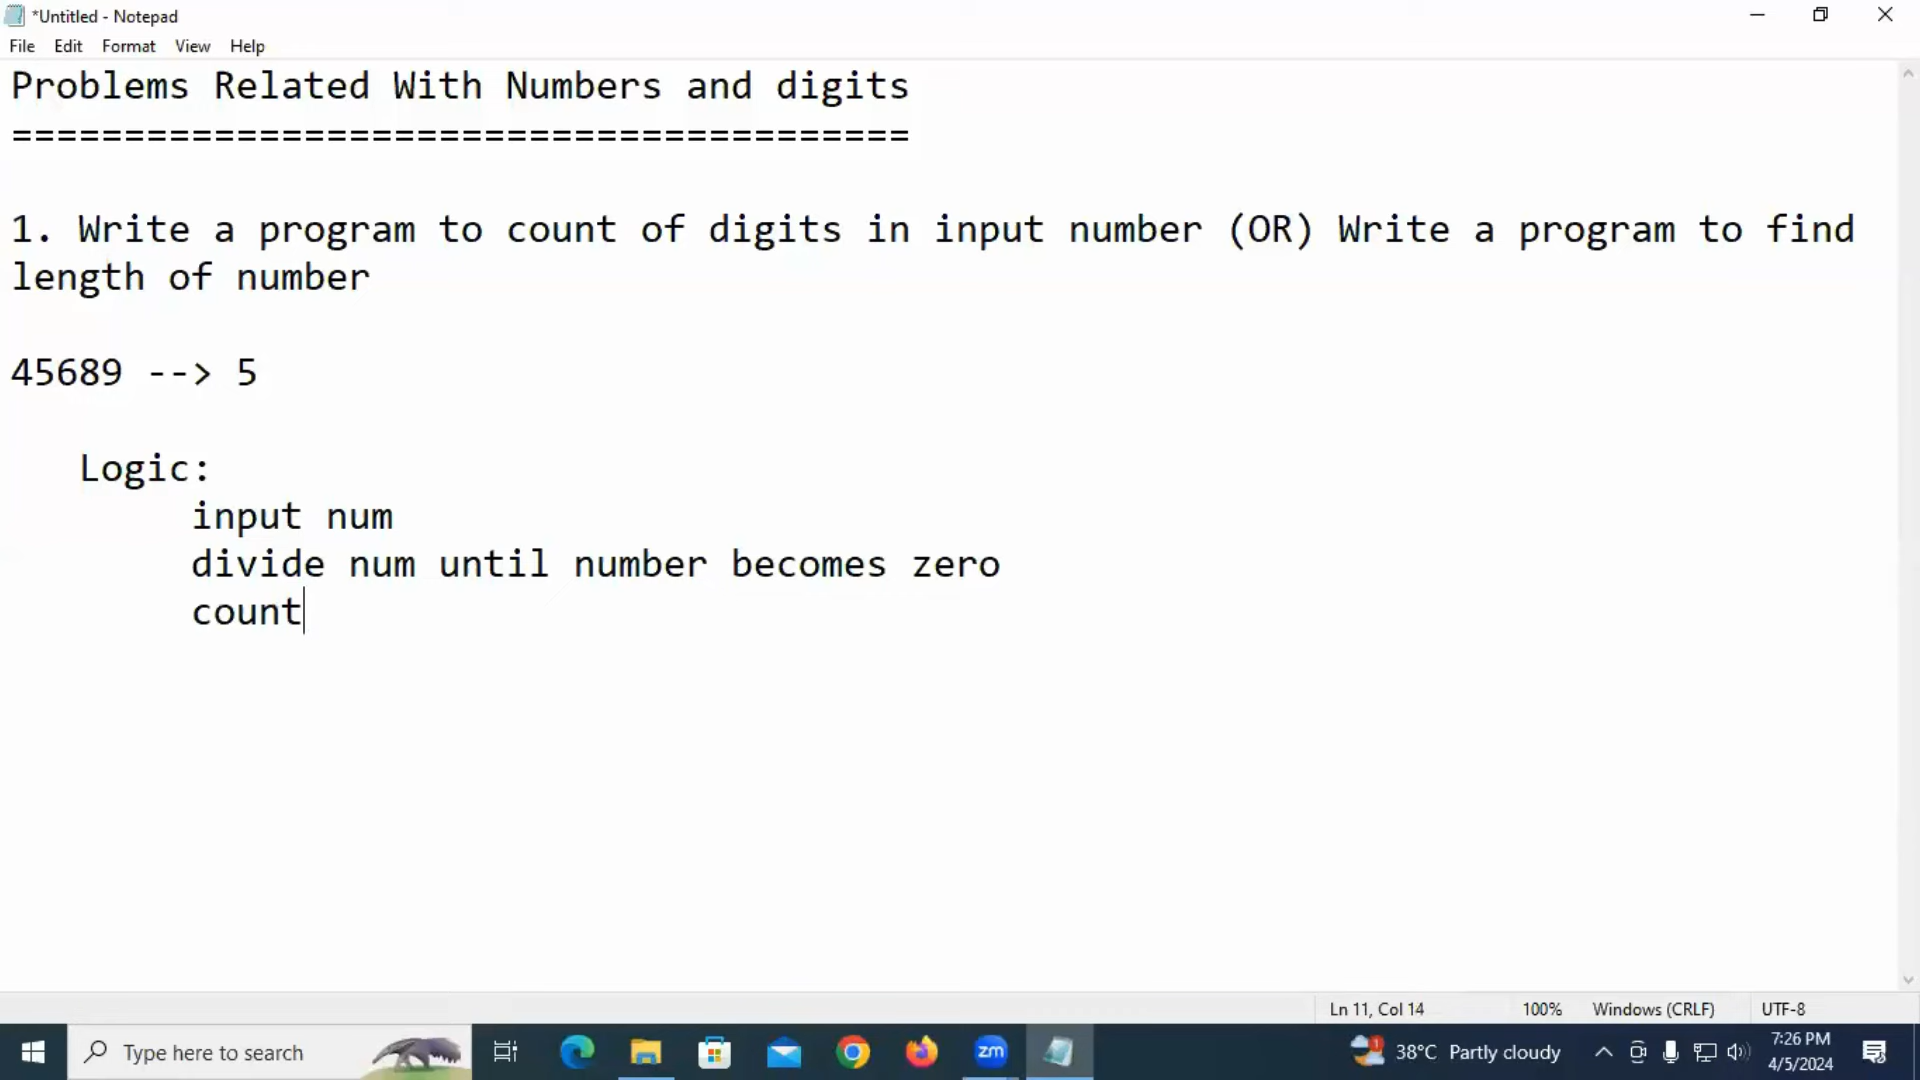 *Untitled - Notepad
File Edit Format View Help
Problems Related With Numbers and digits
========================================
1. Write a program to count of digits in input number (OR) Write a program to find
length of number
45689 --> 5
Logic:
input num
divide num until number becomes zero
count
Ln 11, Col 14 100% Windows (CRLF) UTF-8
Type here to search
zm
1
38°C Partly cloudy
7:26 PM
4/5/2024